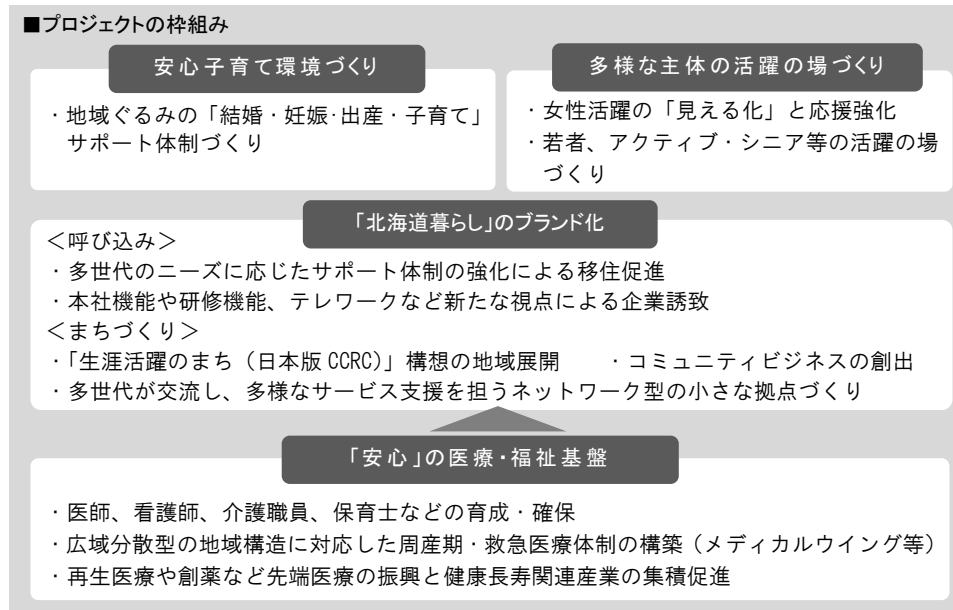 ■プロジェクトの枠組み
安心子育て環境づくり
・地域ぐるみの「結婚・妊娠・出産・子育て」
サポート体制づくり
多様な主体の活躍の場づくり
・女性活躍の「見える化」と応援強化
・若者、アクティブ・シニア等の活躍の場
づくり
「北海道暮らし」のブランド化
＜呼び込み＞
・多世代のニーズに応じたサポート体制の強化による移住促進
・本社機能や研修機能、テレワークなど新たな視点による企業誘致
＜まちづくり＞
・「生涯活躍のまち（日本版 CCRC）」構想の地域展開　　・コミュニティビジネスの創出
・多世代が交流し、多様なサービス支援を担うネットワーク型の小さな拠点づくり
「安心」の医療・福祉基盤
・医師、看護師、介護職員、保育士などの育成・確保
・広域分散型の地域構造に対応した周産期・救急医療体制の構築（メディカルウイング等）
・再生医療や創薬など先端医療の振興と健康長寿関連産業の集積促進